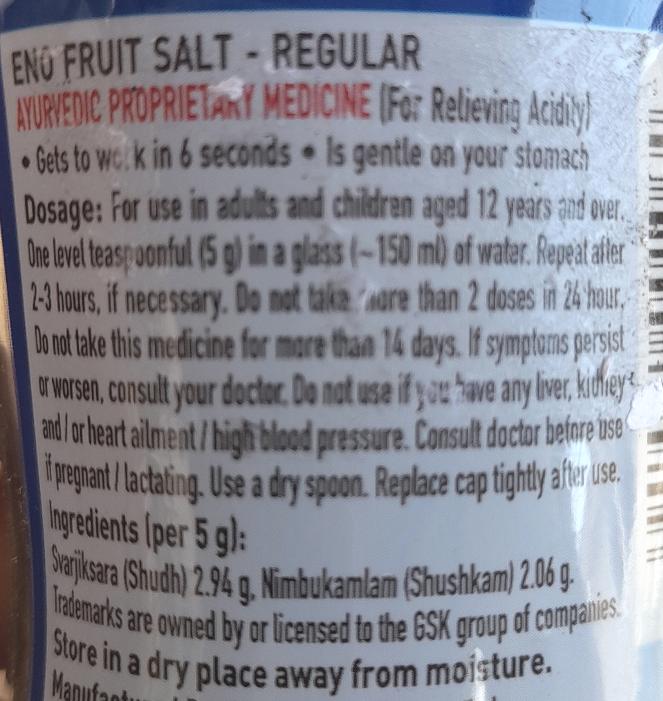 ENO FRUIT SALT - REGULAR
AYURVEDIC PROPRIETARY MEDICINE (For Relieving Acidity)
• Gets to work in 6 seconds • Is gentle on your stomach
Dosage: For use in adults and children aged 12 years and over.
One level teaspoonful (5 g) in a glass (~150 ml) of water. Repeat after
2-3 hours, if necessary. Do not take more than 2 doses in 24 hour.
Do not take this medicine for more than 14 days. If symptoms persist
or worsen, consult your doctor. Do not use if you have any liver, kidney
and / or heart ailment / high blood pressure. Consult doctor before use
if pregnant / lactating. Use a dry spoon. Replace cap tightly after use.
Ingredients (per 5 g):
Svarjiksara (Shudh) 2.94 g, Nimbukamlam (Shushkam) 2.06 g.
Trademarks are owned by or licensed to the GSK group of companies.
Store in a dry place away from moisture.